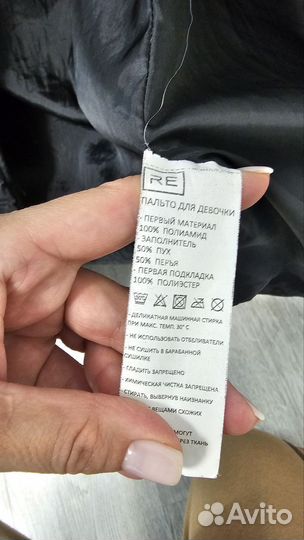 RE
ПАЛЬТО ДЛЯ ДЕВОЧКИ
- ПЕРВЫЙ МАТЕРИАЛ
100% ПОЛИАМИД
- ЗАПОЛНИТЕЛЬ
50% ПУХ
50% ПЕРЬЯ
- ПЕРВАЯ ПОДКЛАДКА
100% ПОЛИЭСТЕР
- ДЕЛИКАТНАЯ МАШИННАЯ СТИРКА
ПРИ МАКС. ТЕМП. 30° С
- НЕ ИСПОЛЬЗОВАТЬ ОТБЕЛИВАТЕЛИ
- НЕ СУШИТЬ В БАРАБАННОЙ
СУШИЛКЕ
- ГЛАДИТЬ ЗАПРЕЩЕНО
- ХИМИЧЕСКАЯ ЧИСТКА ЗАПРЕЩЕНА
СТИРАТЬ, ВЫВЕРНУВ НАИЗНАНКУ
ВЕЩАМИ СХОЖИХ
МОГУТ
ЧЕРЕЗ ТКАНЬ
Avito